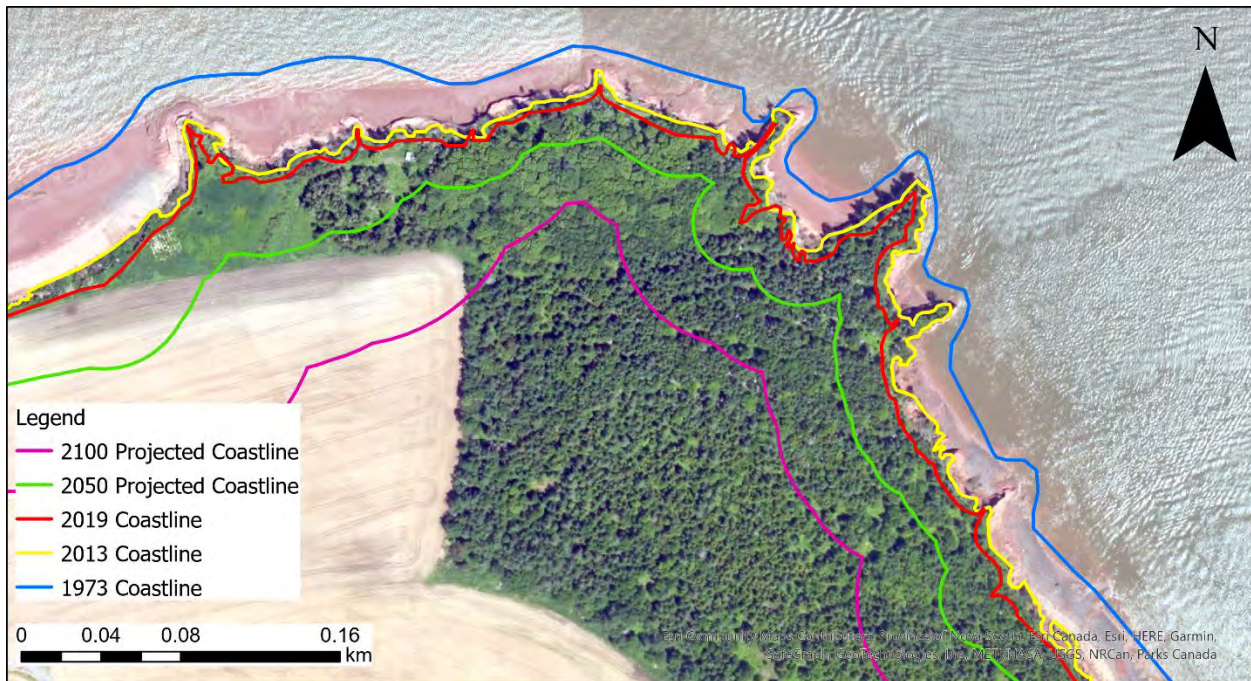 N
Legend
2100 Projected Coastline
2050 Projected Coastline
2019 Coastline
2013 Coastline
1973 Coastline
0 0.04 0.08 0.16
km
Esri Community Maps Contributors, Province of Nova Scotia, Esri Canada, Esri, HERE, Garmin,
SafeGraph, GeoTechnologies, Inc, METI/NASA, USGS, NRCan, Parks Canada